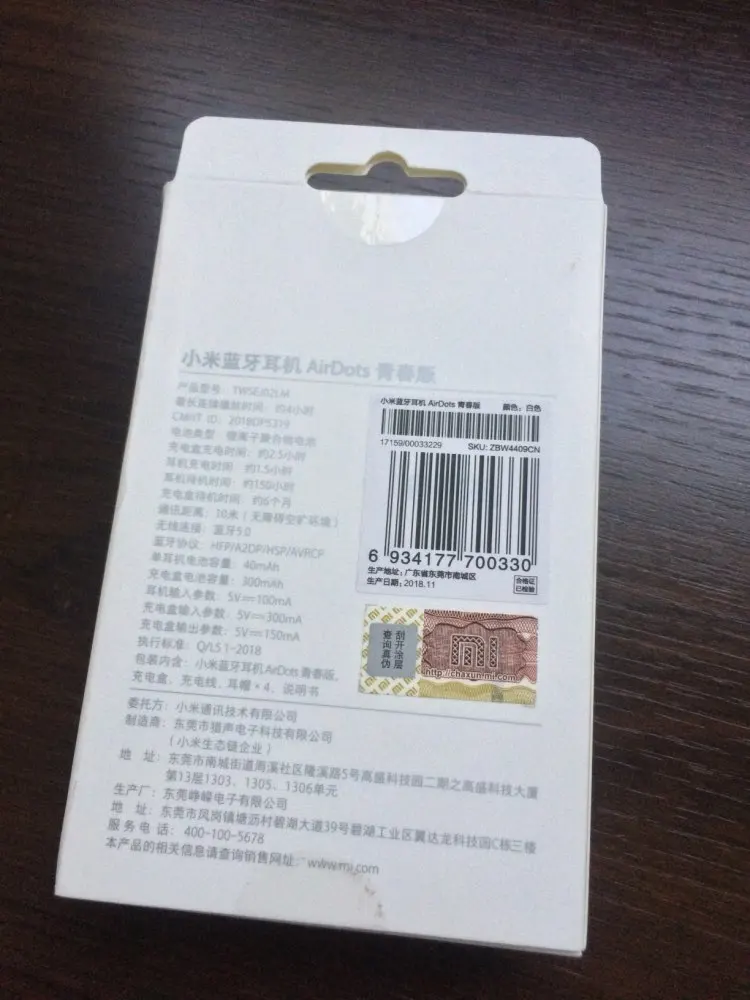 小米蓝牙耳机 AirDots 青春版
产品型号：TWSEJ02LM
最长连续播放时间：约4小时
CMIIT ID：2018DP5319
电池类型：锂离子聚合物电池
充电盒充电时间：约2.5小时
耳机充电时间：约1.5小时
耳机待机时间：约150小时
充电盒待机时间：约6个月
通讯距离：10米（无障碍空旷环境）
无线连接：蓝牙5.0
蓝牙协议：HFP/A2DP/HSP/AVRCP
单耳机电池容量：40mAh
充电盒电池容量：300mAh
耳机输入参数：5V⎓100mA
充电盒输入参数：5V⎓300mA
充电盒输出参数：5V⎓150mA
执行标准：Q/LS 1-2018
包装内含：小米蓝牙耳机AirDots 青春版、
充电盒、充电线、耳帽*4、说明书
小米蓝牙耳机 AirDots 青春版 颜色：白色
17159/00033229 SKU: ZBW4409CN
6 934177 700330
生产地址：广东省东莞市南城区
生产日期：2018.11
合格证
已检验
刮开涂层
查询真伪
mi
http://chaxun.mi.com
委托方：小米通讯技术有限公司
制造商：东莞市猎声电子科技有限公司
（小米生态链企业）
地 址：东莞市南城街道周溪社区隆溪路5号高盛科技园二期之高盛科技大厦
第13层1303、1305、1306单元
生产厂：东莞峥嵘电子有限公司
地 址：东莞市凤岗镇塘沥村碧湖大道39号碧湖工业区翼达龙科技园C栋三楼
服务电话：400-100-5678
本产品的相关信息请查询销售网址：www.mi.com